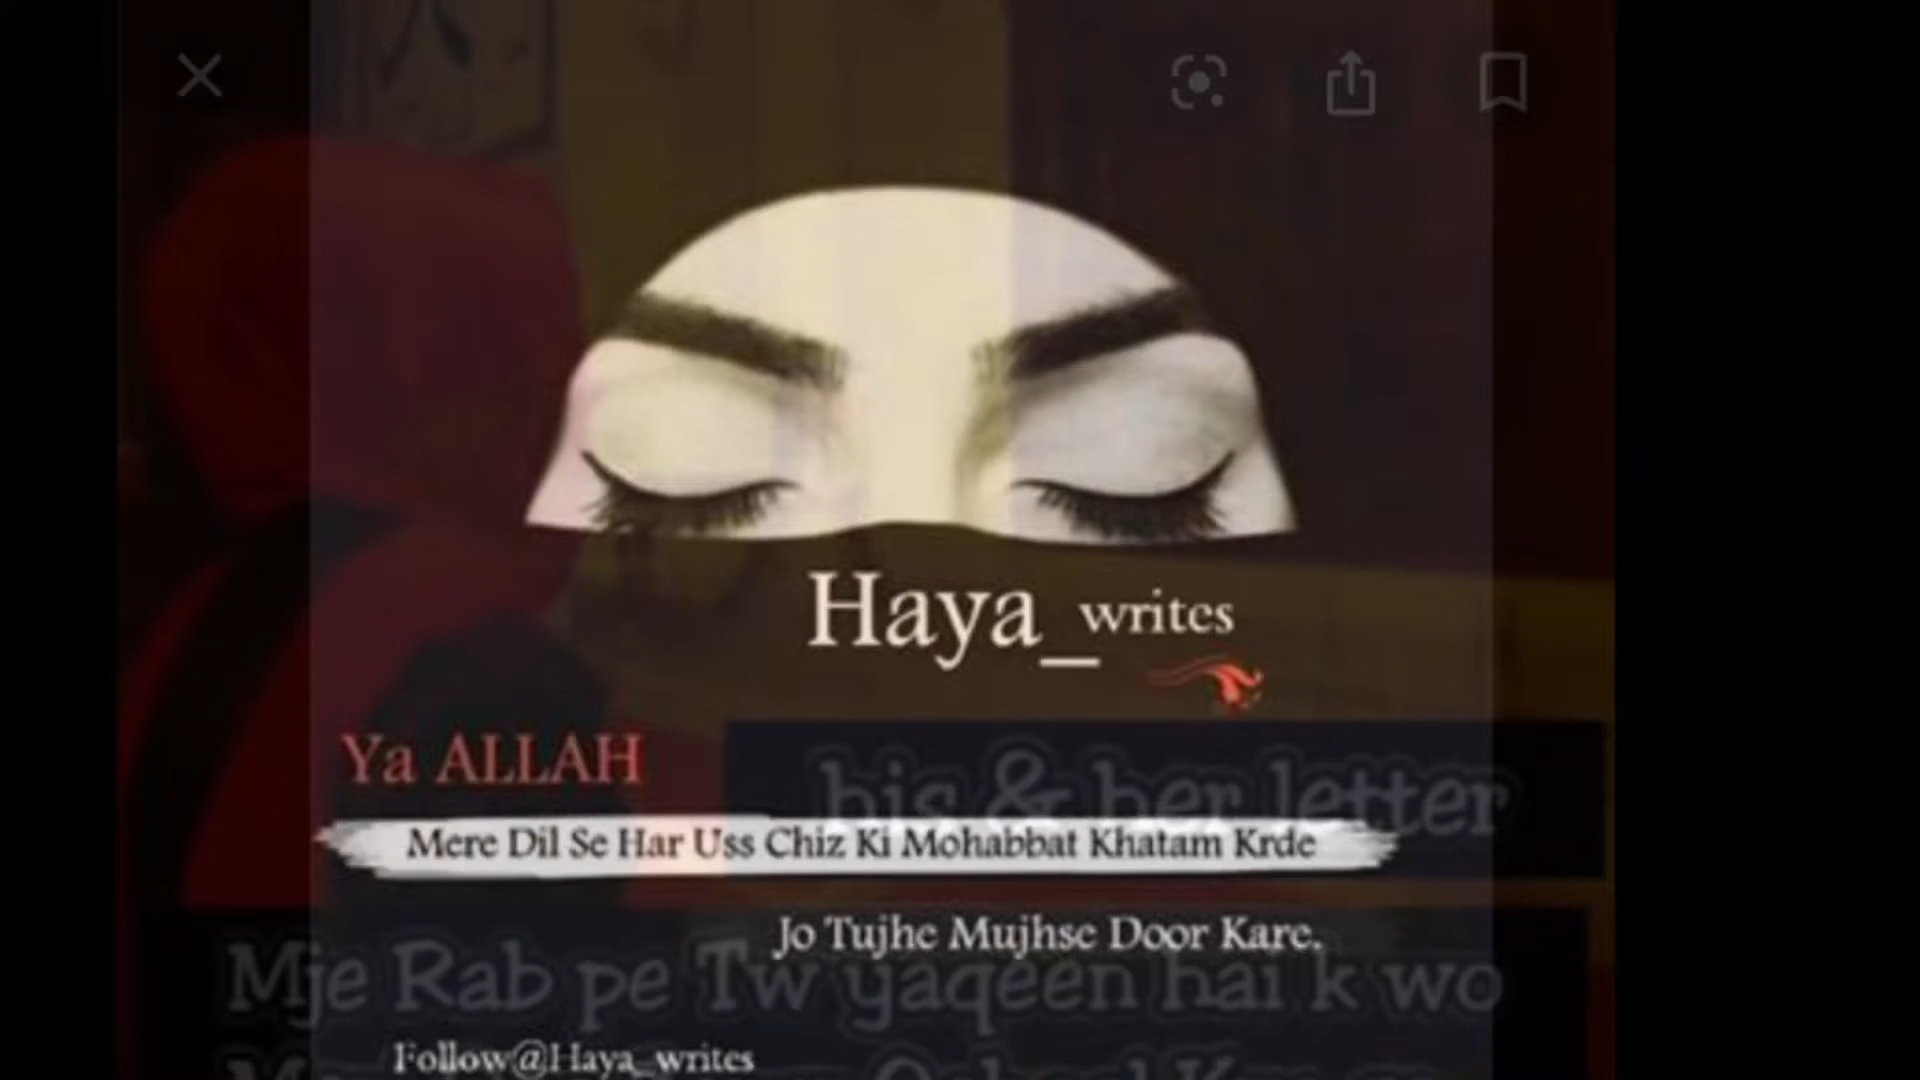 Haya_writes
Ya ALLAH
his & her letter
Mere Dil Se Har Uss Chiz Ki Mohabbat Khatam Krde
Jo Tujhe Mujhse Door Kare.
Mje Rab pe Tw yaqeen hai k wo
Follow@Haya_writes